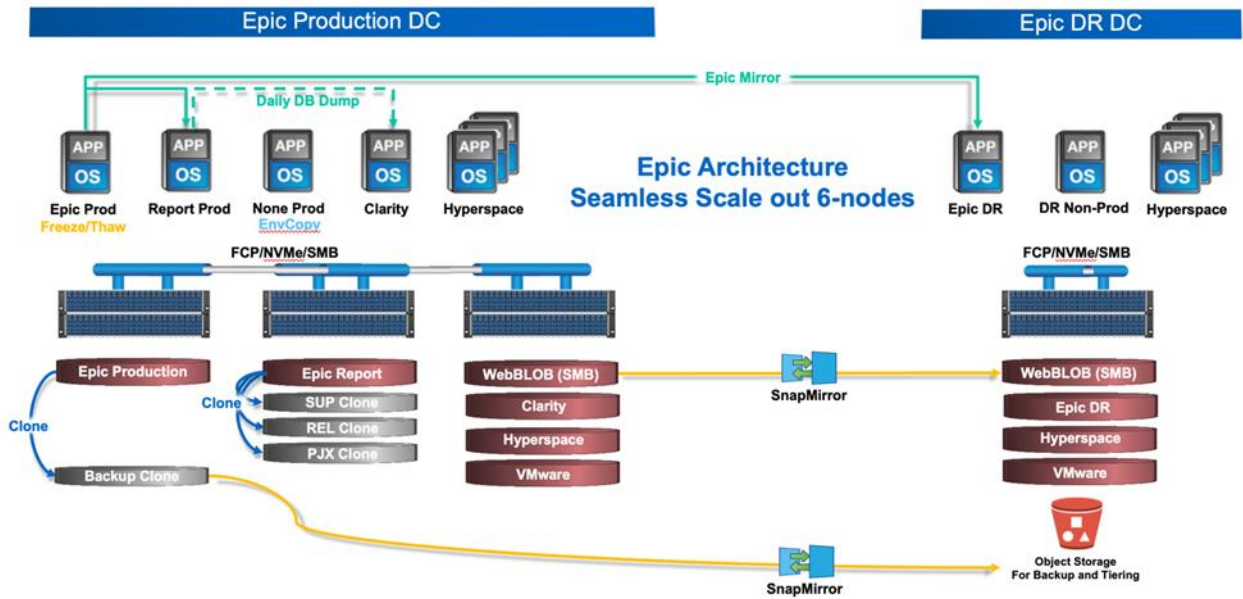 Epic Production DC
Epic DR DC
Epic Mirror
Daily DB Dump
APP
OS
APP
OS
APP
OS
APP
OS
APP
OS
APP
OS
APP
OS
APP
OS
Epic Architecture
Seamless Scale out 6-nodes
Epic Prod
Freeze/Thaw
Report Prod
None Prod
EnvCopy
Clarity
Hyperspace
Epic DR
DR Non-Prod
Hyperspace
FCP/NVMe/SMB
FCP/NVMe/SMB
Epic Production
Clone
Backup Clone
Epic Report
Clone
SUP Clone
REL Clone
PJX Clone
WebBLOB (SMB)
Clarity
Hyperspace
VMware
SnapMirror
SnapMirror
WebBLOB (SMB)
Epic DR
Hyperspace
VMware
Object Storage
For Backup and Tiering